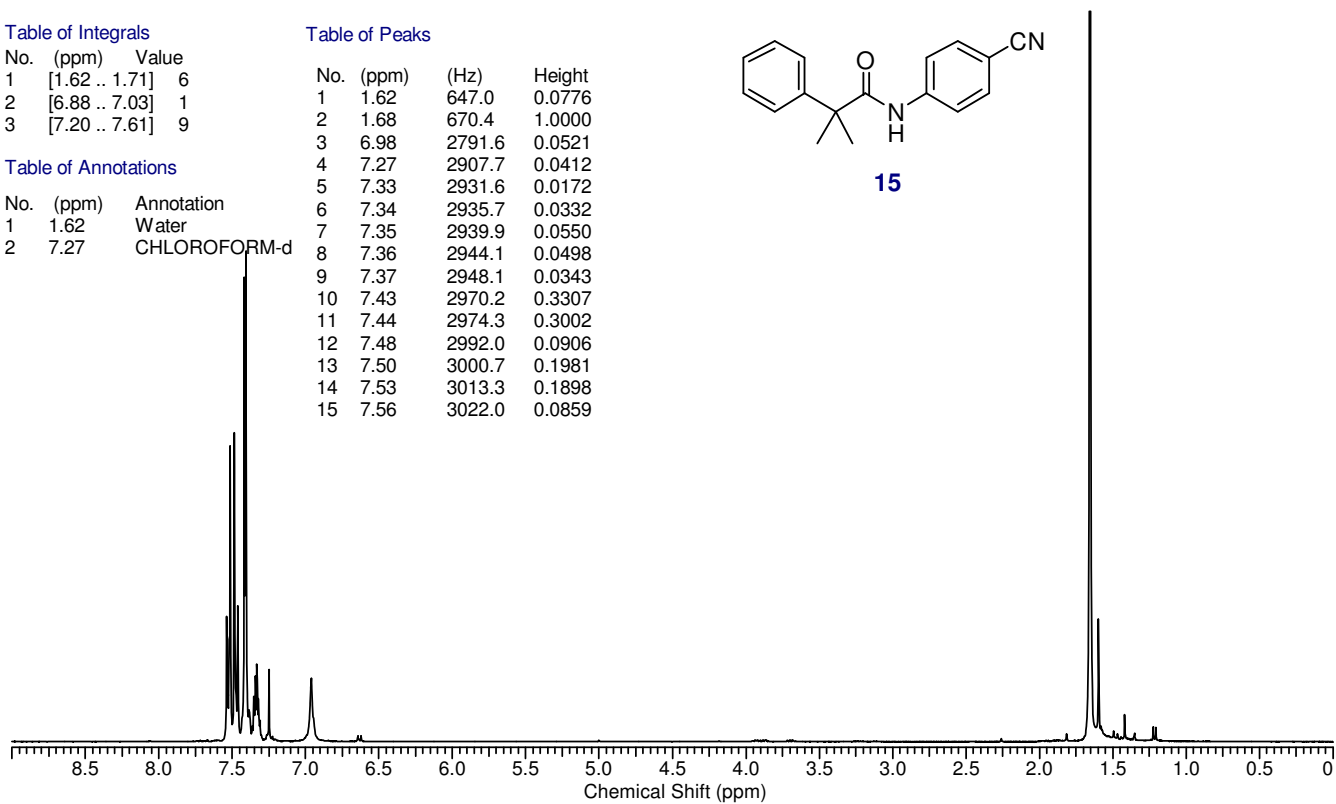 Table of Integrals
No. (ppm) Value
1 [1.62 .. 1.71] 6
2 [6.88 .. 7.03] 1
3 [7.20 .. 7.61] 9
Table of Annotations
No. (ppm) Annotation
1 1.62 Water
2 7.27 CHLOROFORM-d
Table of Peaks
No. (ppm) (Hz) Height
1 1.62 647.0 0.0776
2 1.68 670.4 1.0000
3 6.98 2791.6 0.0521
4 7.27 2907.7 0.0412
5 7.33 2931.6 0.0172
6 7.34 2935.7 0.0332
7 7.35 2939.9 0.0550
8 7.36 2944.1 0.0498
9 7.37 2948.1 0.0343
10 7.43 2970.2 0.3307
11 7.44 2974.3 0.3002
12 7.48 2992.0 0.0906
13 7.50 3000.7 0.1981
14 7.53 3013.3 0.1898
15 7.56 3022.0 0.0859
O
CN
N
H
15
8.5 8.0 7.5 7.0 6.5 6.0 5.5 5.0 4.5 4.0 3.5 3.0 2.5 2.0 1.5 1.0 0.5 0
Chemical Shift (ppm)